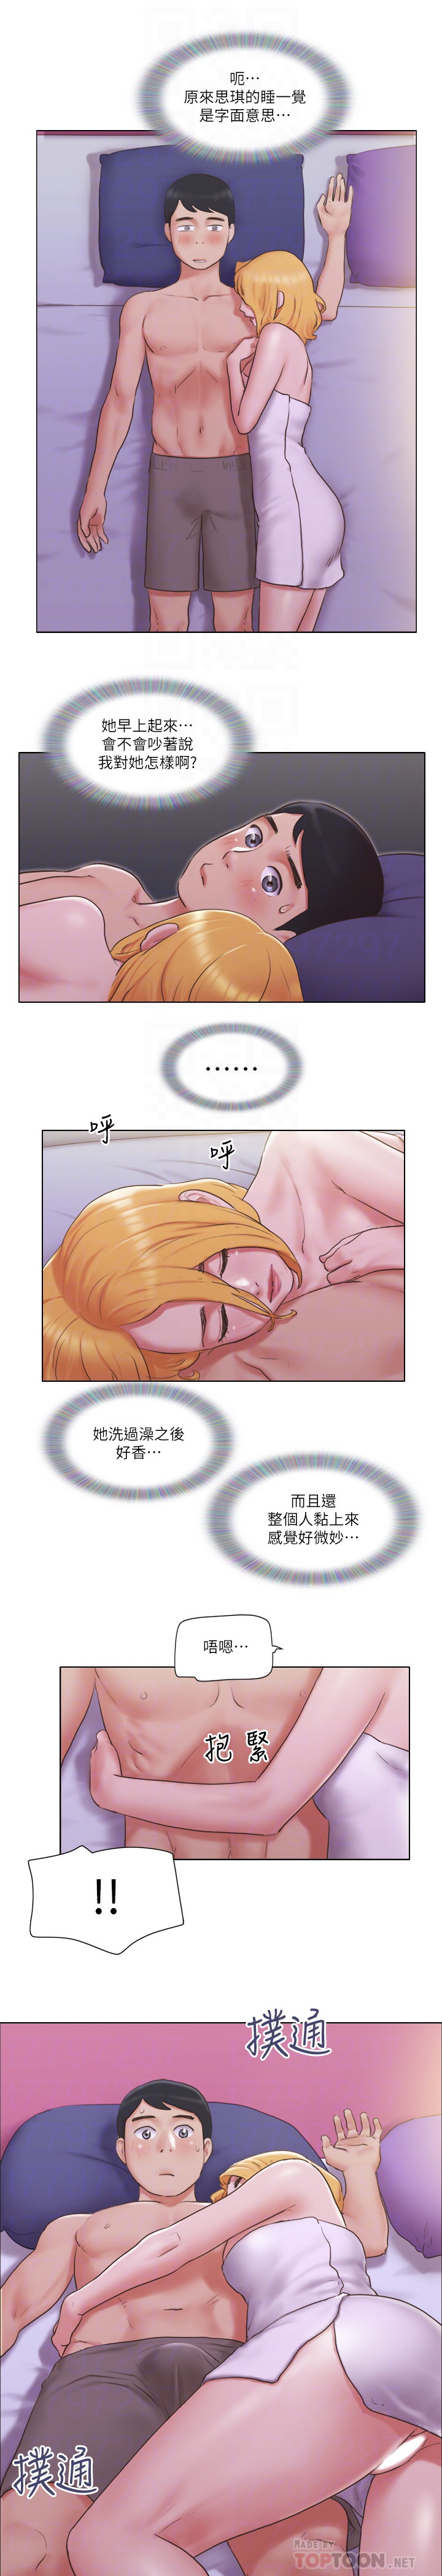 呃⋯
原來思琪的睡一覺
是字面意思⋯
她早上起來⋯
會不會吵著說
我對她怎樣啊?
⋯⋯
呼
呼
她洗過澡之後
好香⋯
而且還
整個人黏上來
感覺好微妙⋯
唔嗯⋯
抱緊
!!
撲通
撲通
MADE BY
TOPTOON.NET